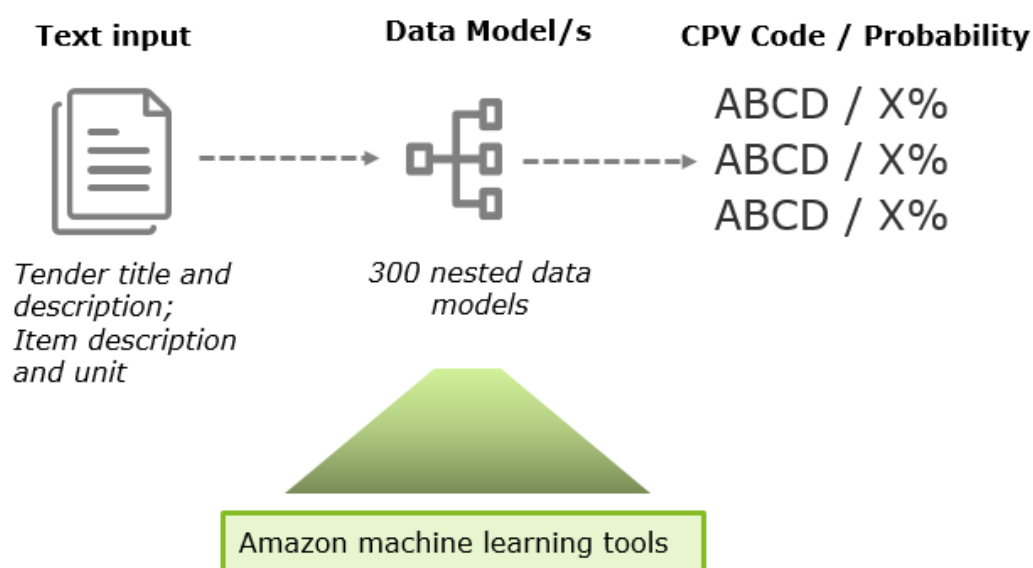 Text input
Data Model/s
CPV Code / Probability
ABCD / X%
ABCD / X%
ABCD / X%
Tender title and
description;
Item description
and unit
300 nested data
models
Amazon machine learning tools